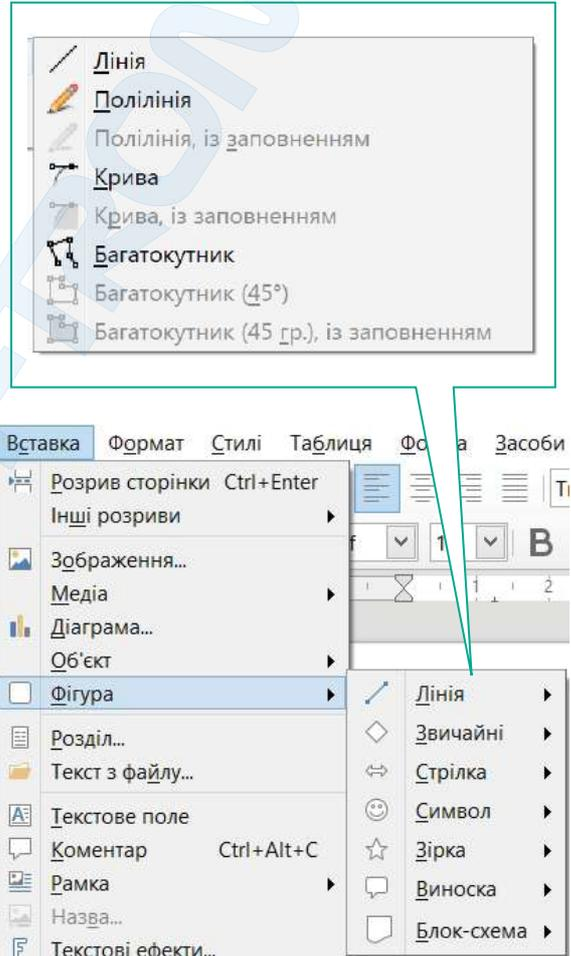 Лінія
Полілінія
Полілінія, із заповненням
Крива
Крива, із заповненням
Багатокутник
Багатокутник (45°)
Багатокутник (45 гр.), із заповненням
Вставка Формат Стилі Таблиця Засоби
Розрив сторінки Ctrl+Enter
Інші розриви
Зображення...
Медіа
Діаграма...
Об'єкт
Фігура
Розділ...
Текст з файлу...
Текстове поле
Коментар Ctrl+Alt+C
Рамка
Назва...
Текстові ефекти...
B
1 2
Лінія
Звичайні
Стрілка
Символ
Зірка
Виноска
Блок-схема